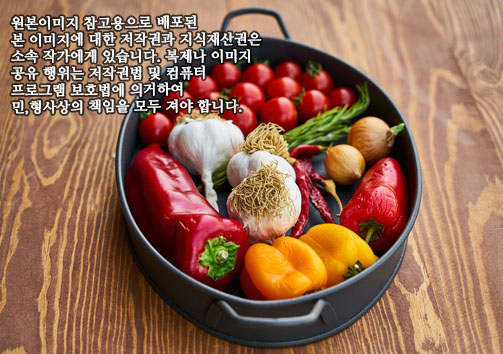 원본이미지 참고용으로 배포된
본 이미지에 대한 저작권과 지식재산권은
소속 작가에게 있습니다. 복제나 이미지
공유 행위는 저작권법 및 컴퓨터
프로그램 보호법에 의거하여
민,형사상의 책임을 모두 져야 합니다.